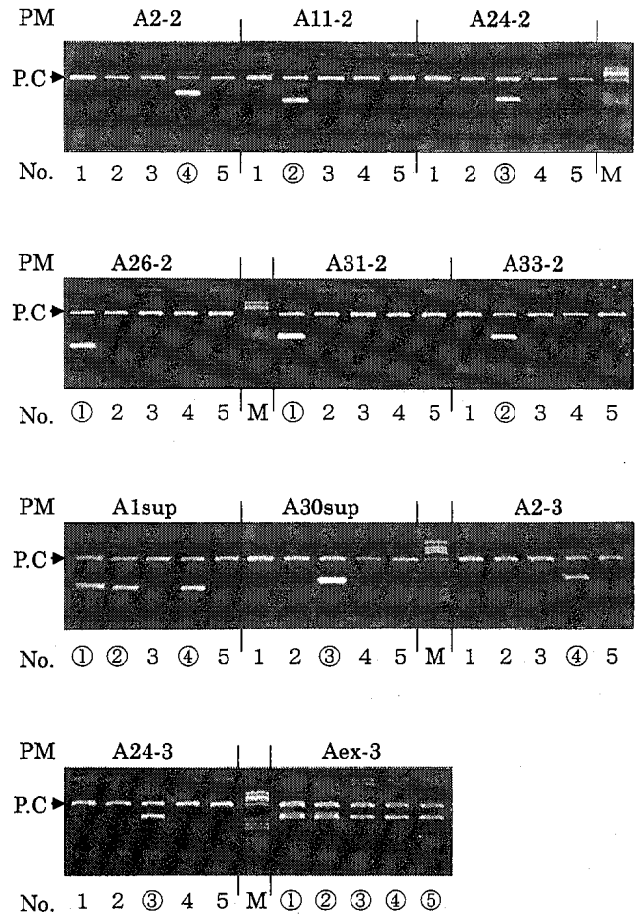 PM A2-2 A11-2 A24-2
P.C
No. 1 2 3 ④ 5 1 ② 3 4 5 1 2 ③ 4 5 M
PM A26-2 A31-2 A33-2
P.C
No. ① 2 3 4 5 M ① 2 3 4 5 1 ② 3 4 5
PM A1sup A30sup A2-3
P.C
No. ① ② 3 ④ 5 1 2 ③ 4 5 M 1 2 3 ④ 5
PM A24-3 Aex-3
P.C
No. 1 2 ③ 4 5 M ① ② ③ ④ ⑤